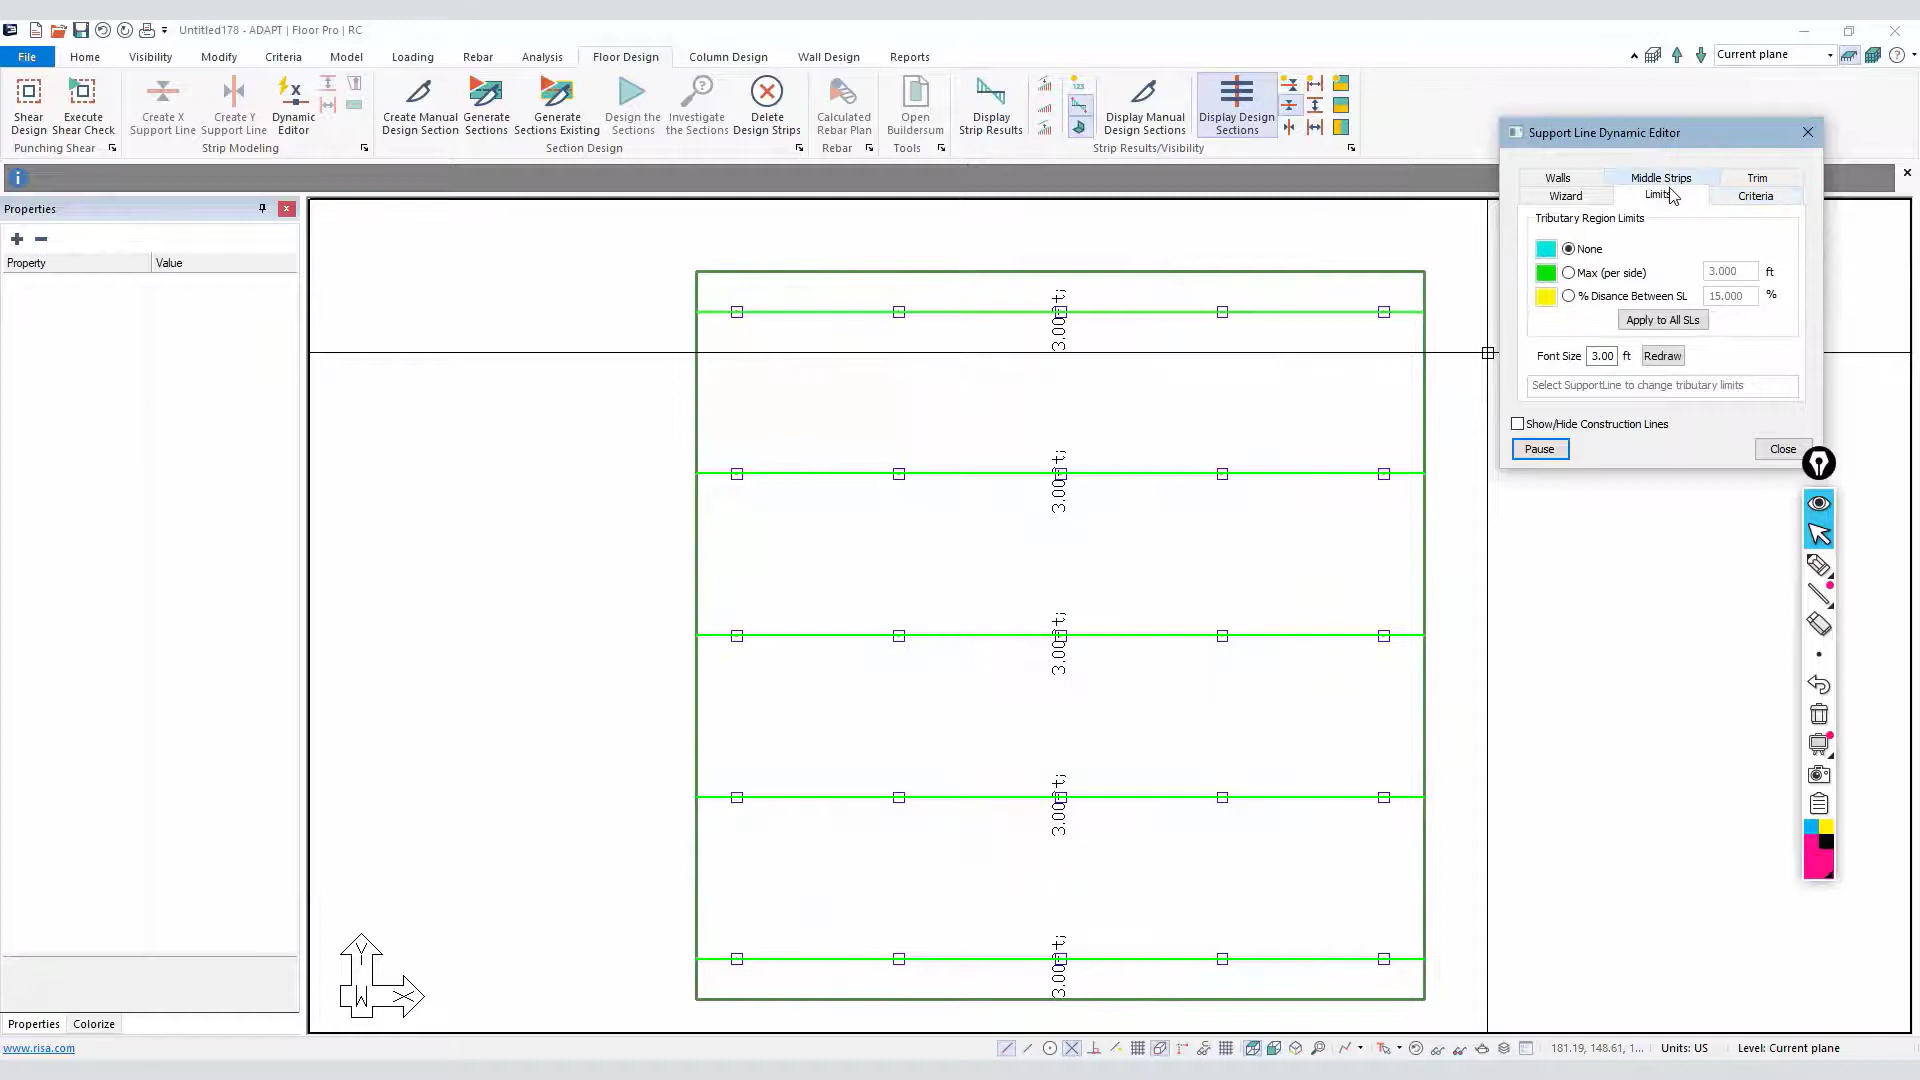 Untitled178 - ADAPT | Floor Pro | RC
File Home Visibility Modify Criteria Model Loading Rebar Analysis Floor Design Column Design Wall Design Reports
Current plane
Shear Design
Execute Shear Check
Create X Support Line
Create Y Support Line
Dynamic Editor
Create Manual Design Section
Generate Sections
Generate Sections Existing
Design the Sections
Investigate the Sections
Delete Design Strips
Calculated Rebar Plan
Open Buildersum
Display Strip Results
123
Display Manual Design Sections
Display Design Sections
Punching Shear
Strip Modeling
Section Design
Rebar
Tools
Strip Results/Visibility
Properties
Property Value
Support Line Dynamic Editor
Walls Middle Strips Trim
Wizard Limits Criteria
Tributary Region Limits
None
Max (per side) 3.000 ft
% Disance Between SL 15.000 %
Apply to All SLs
Font Size 3.00 ft Redraw
Select SupportLine to change tributary limits
Show/Hide Construction Lines
Pause Close
Y
W X
Properties Colorize
www.risa.com
181.19, 148.61, 1... Units: US Level: Current plane